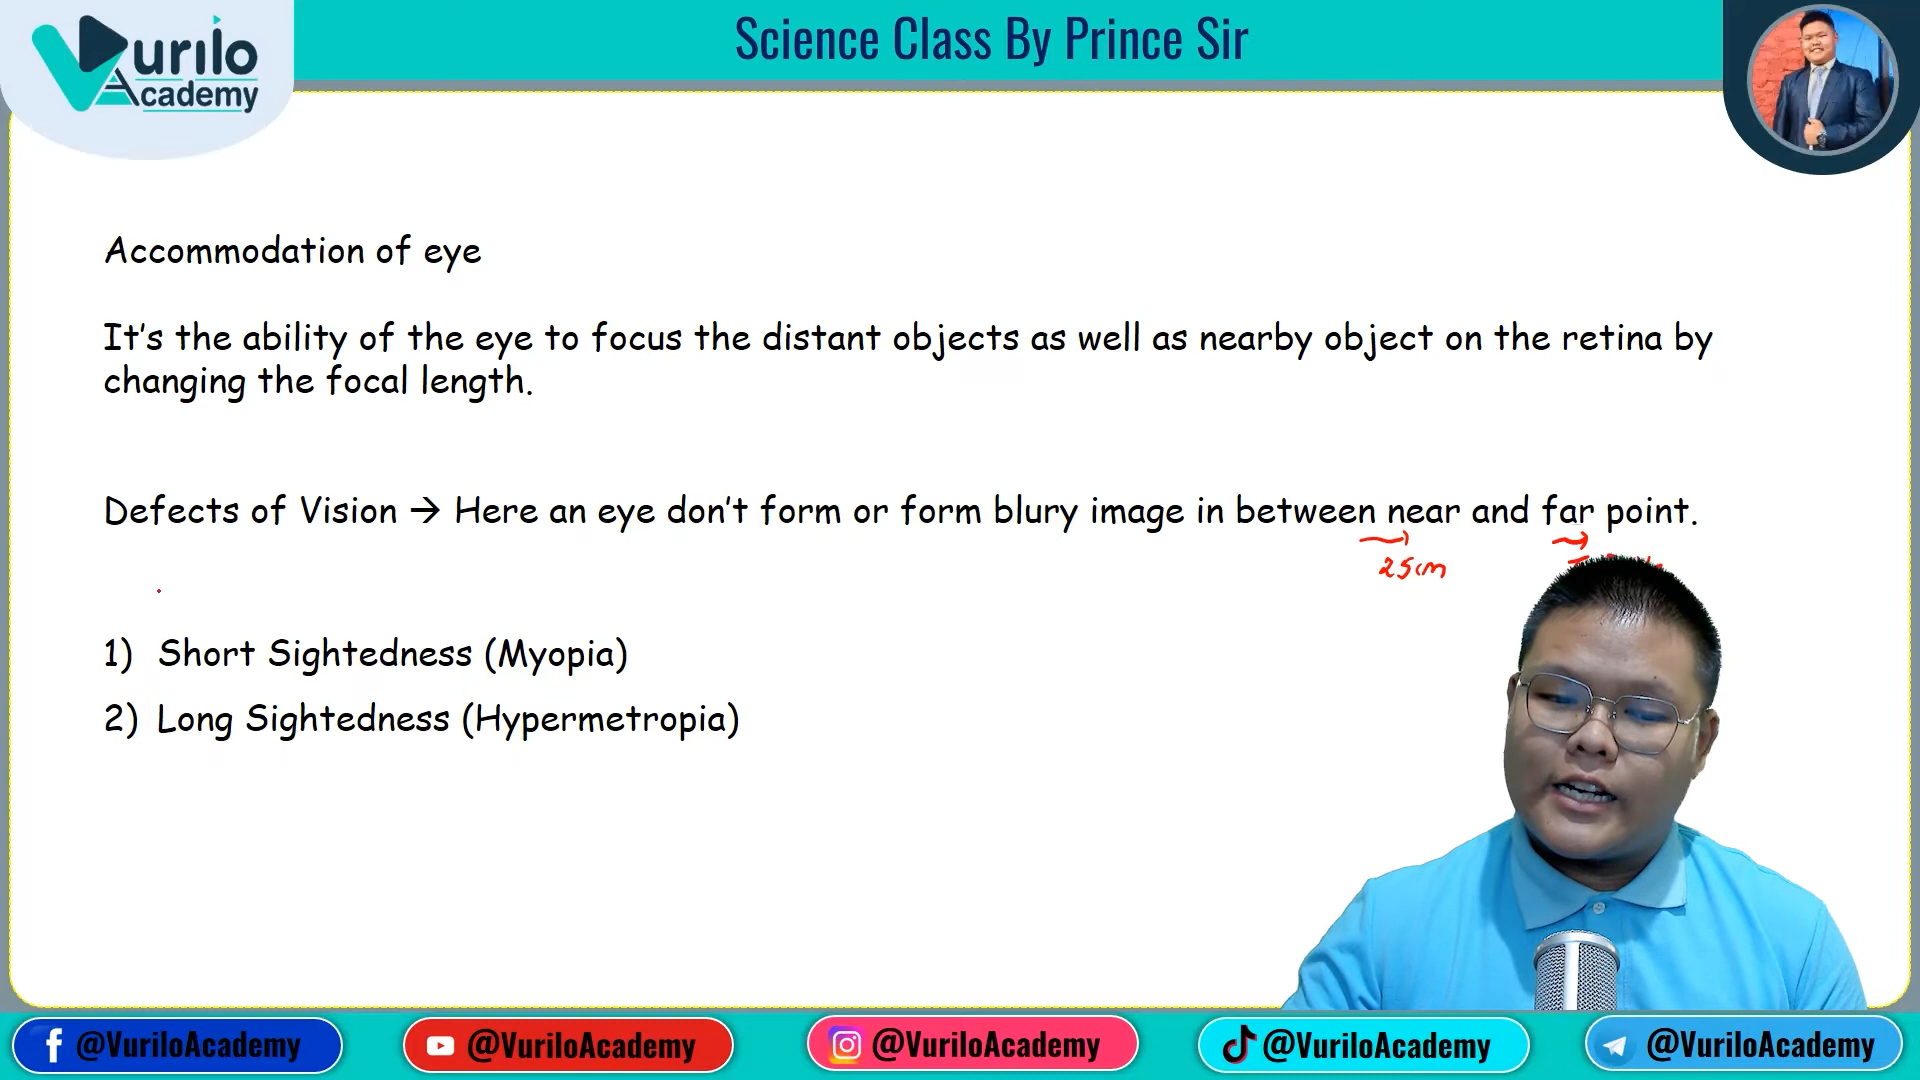 Vurilo
Academy
Science Class By Prince Sir
Accommodation of eye
It's the ability of the eye to focus the distant objects as well as nearby object on the retina by
changing the focal length.
Defects of Vision → Here an eye don't form or form blury image in between near and far point.
25cm
1) Short Sightedness (Myopia)
2) Long Sightedness (Hypermetropia)
@VuriloAcademy
@VuriloAcademy
@VuriloAcademy
@VuriloAcademy
@VuriloAcademy